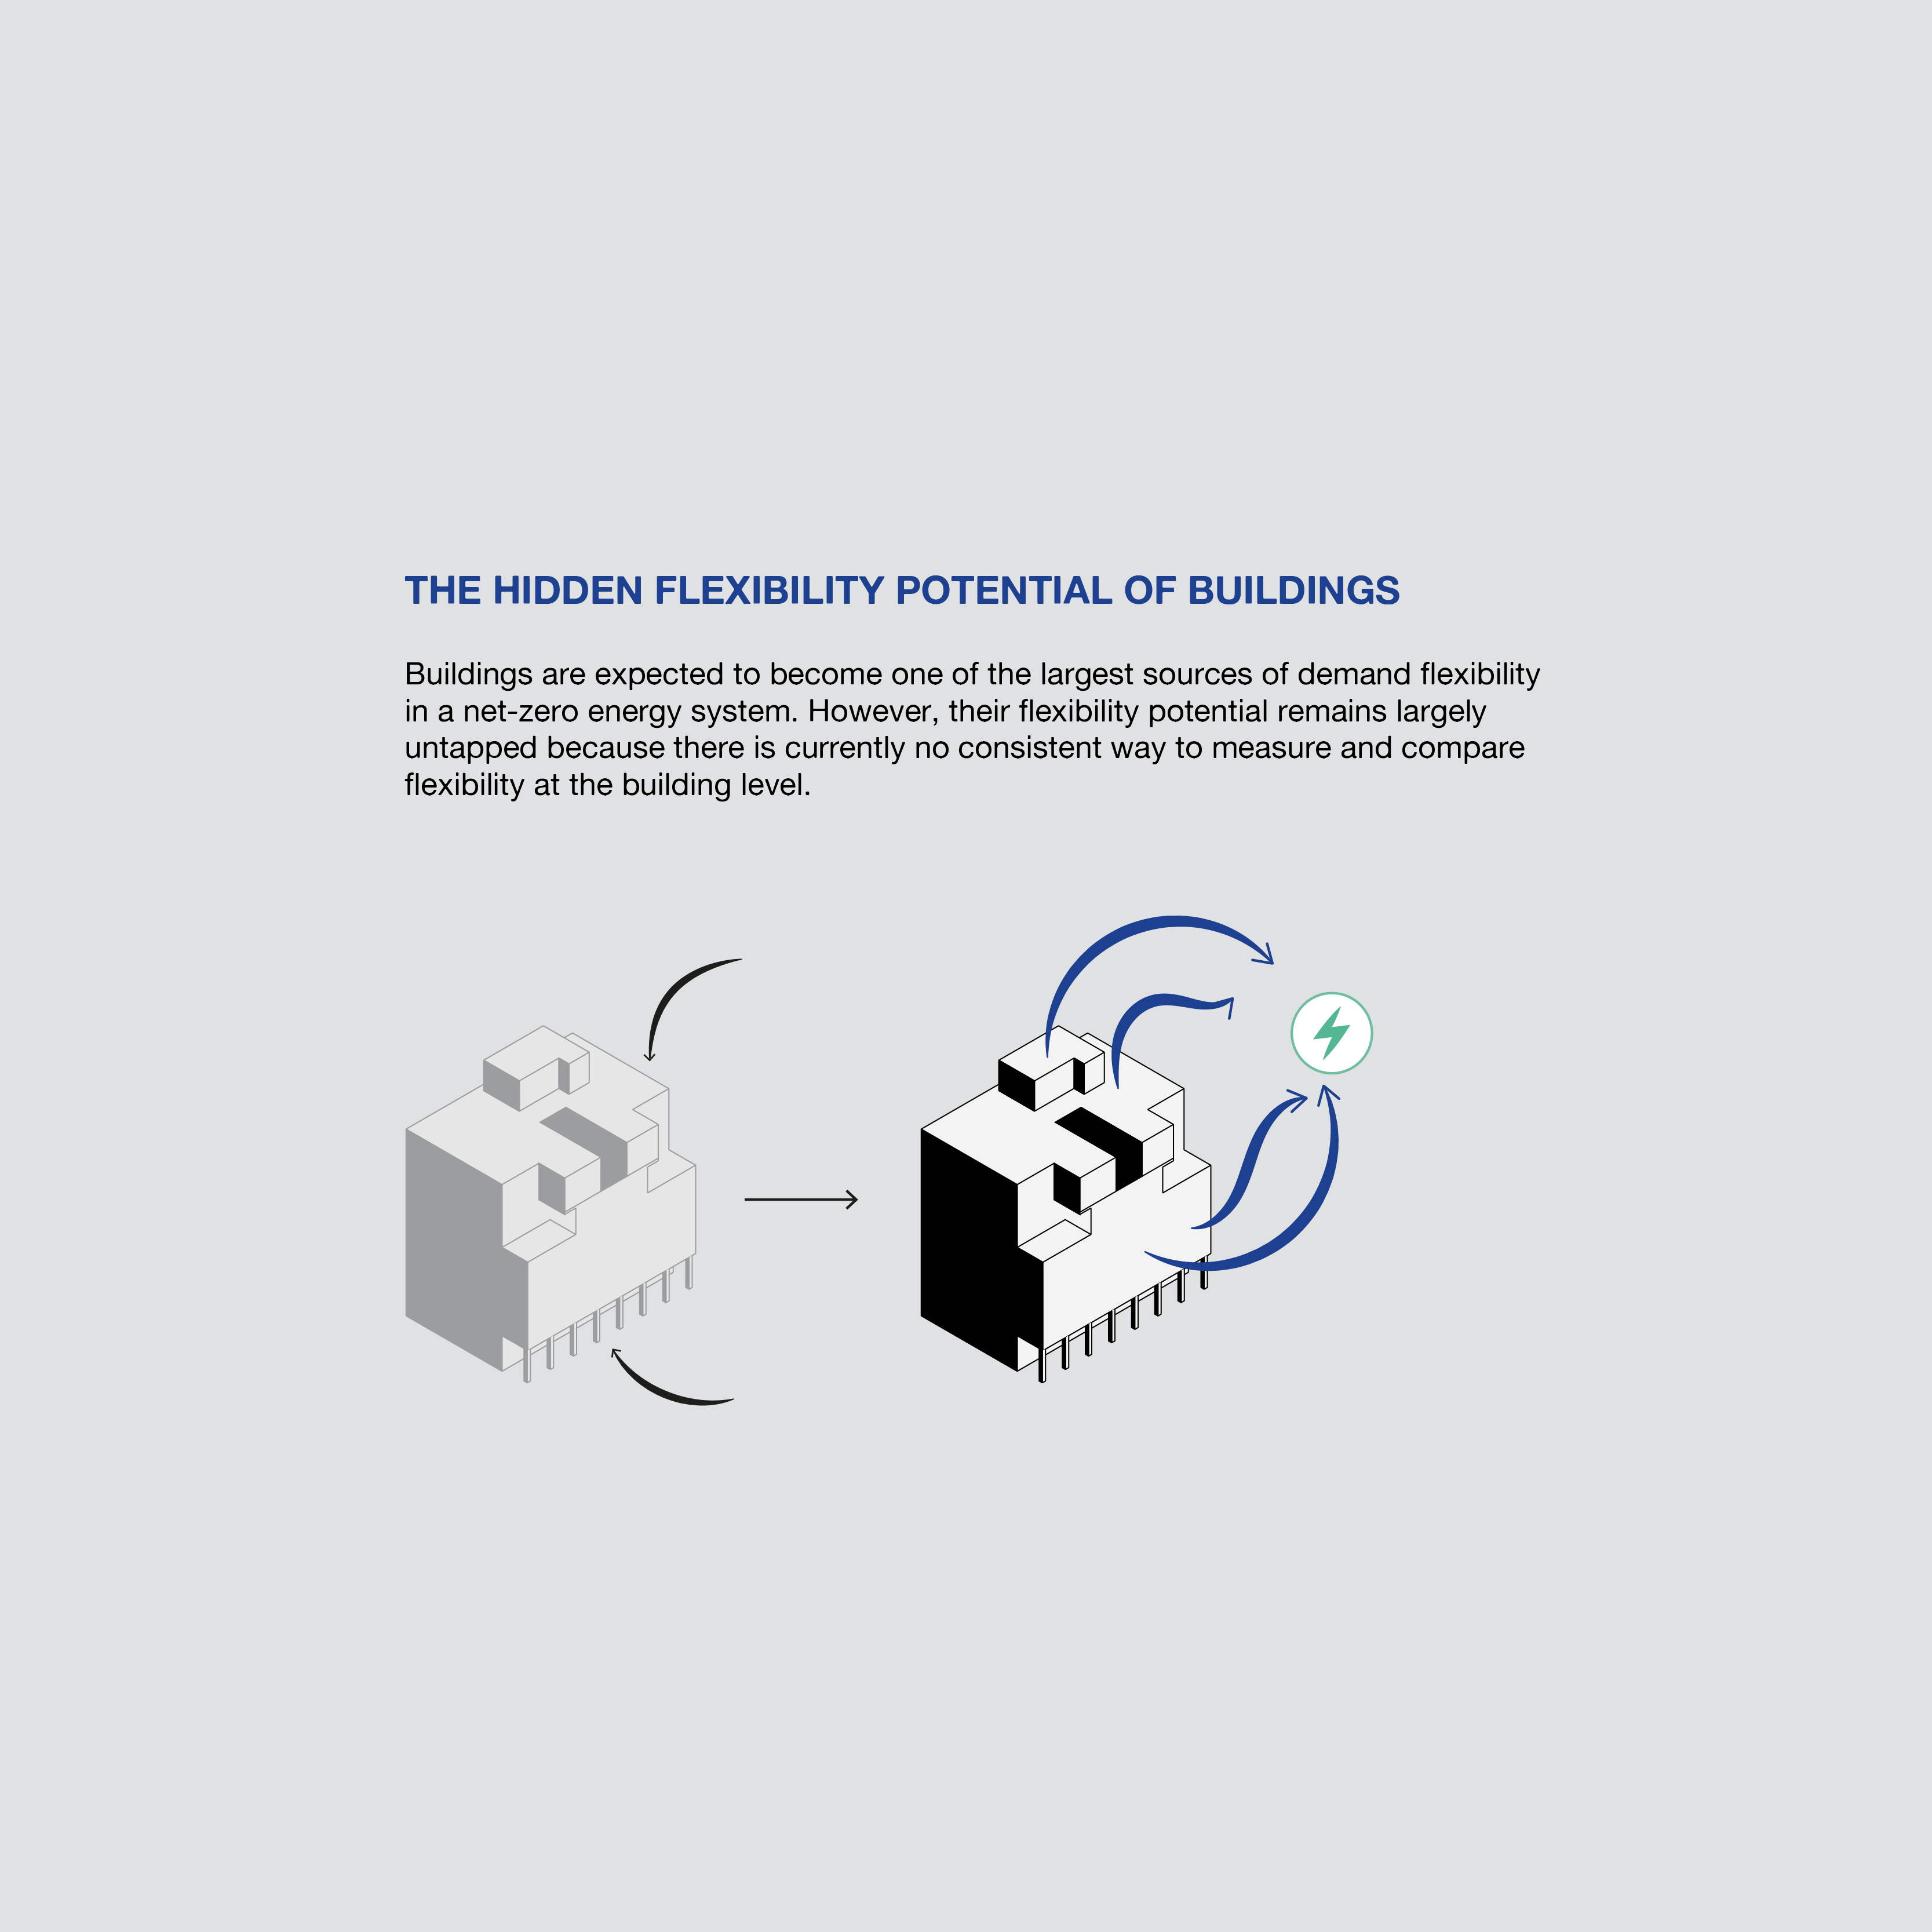 THE HIDDEN FLEXIBILITY POTENTIAL OF BUILDINGS
Buildings are expected to become one of the largest sources of demand flexibility
in a net-zero energy system. However, their flexibility potential remains largely
untapped because there is currently no consistent way to measure and compare
flexibility at the building level.